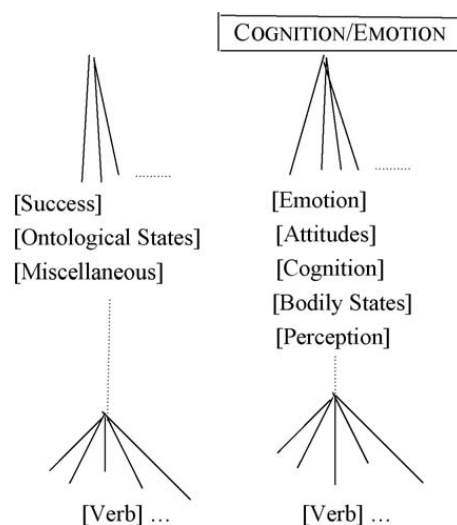 COGNITION/EMOTION
[Success]
[Ontological States]
[Miscellaneous]
[Emotion]
[Attitudes]
[Cognition]
[Bodily States]
[Perception]
[Verb] ...
[Verb] ...